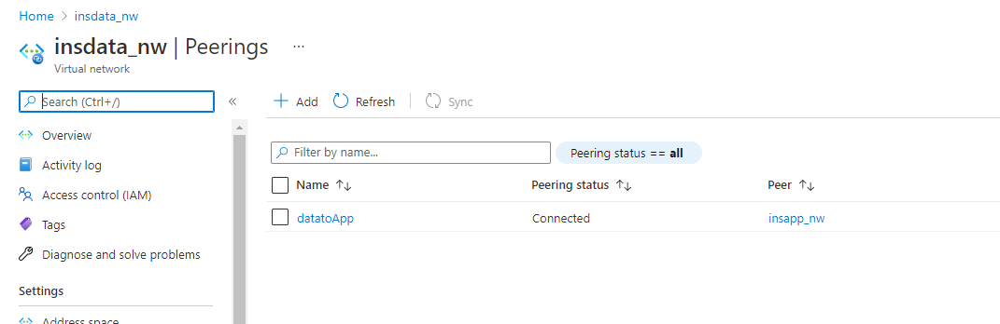 Home > insdata_nw
insdata_nw | Peerings ...
Virtual network
Search (Ctrl+/) «
+ Add Refresh Sync
Overview
Activity log
Access control (IAM)
Tags
Diagnose and solve problems
Settings
Address space
Filter by name... Peering status == all
Name ↑↓ Peering status ↑↓ Peer ↑↓
datatoApp Connected insapp_nw